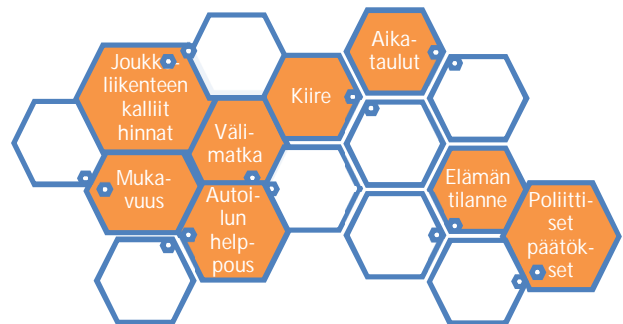 Joukko-
liikenteen
kalliit
hinnat
Väli-
matka
Kiire
Aika-
taulut
Muka-
vuus
Autoi-
lun
help-
pous
Elämän
tilanne
Poliitti-
set
päätök-
set